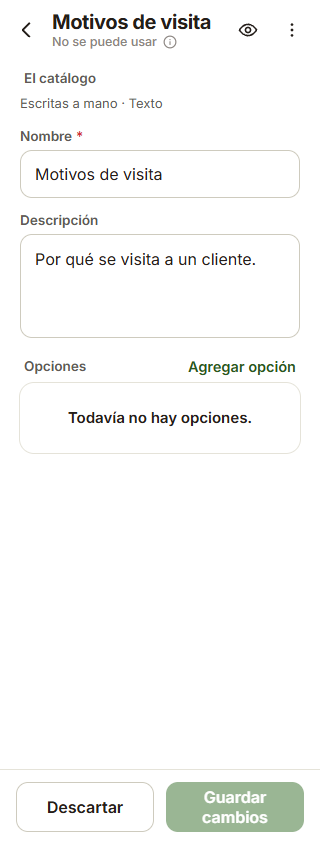 Motivos de visita
No se puede usar
El catálogo
Escritas a mano · Texto
Nombre *
Motivos de visita
Descripción
Por qué se visita a un cliente.
Opciones
Agregar opción
Todavía no hay opciones.
Descartar
Guardar
cambios